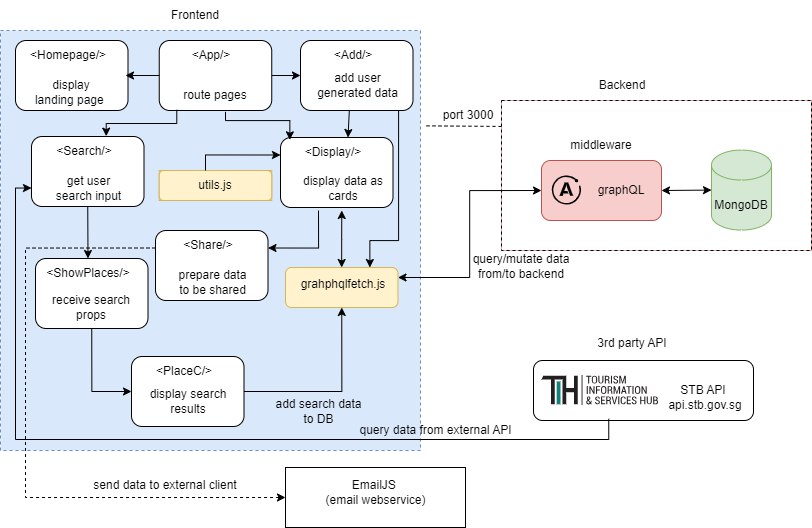 Frontend
<Homepage/>
display
landing page
<App/>
route pages
<Add/>
add user
generated data
Backend
port 3000
middleware
<Search/>
get user
search input
utils.js
<Display/>
display data as
cards
A
graphQL
MongoDB
<Share/>
prepare data
to be shared
query/mutate data
from/to backend
<ShowPlaces/>
receive search
props
grahphqlfetch.js
3rd party API
<PlaceC/>
display search
results
add search data
to DB
TIH
TOURISM
INFORMATION
& SERVICES HUB
STB API
api.stb.gov.sg
query data from external API
send data to external client
EmailJS
(email webservice)